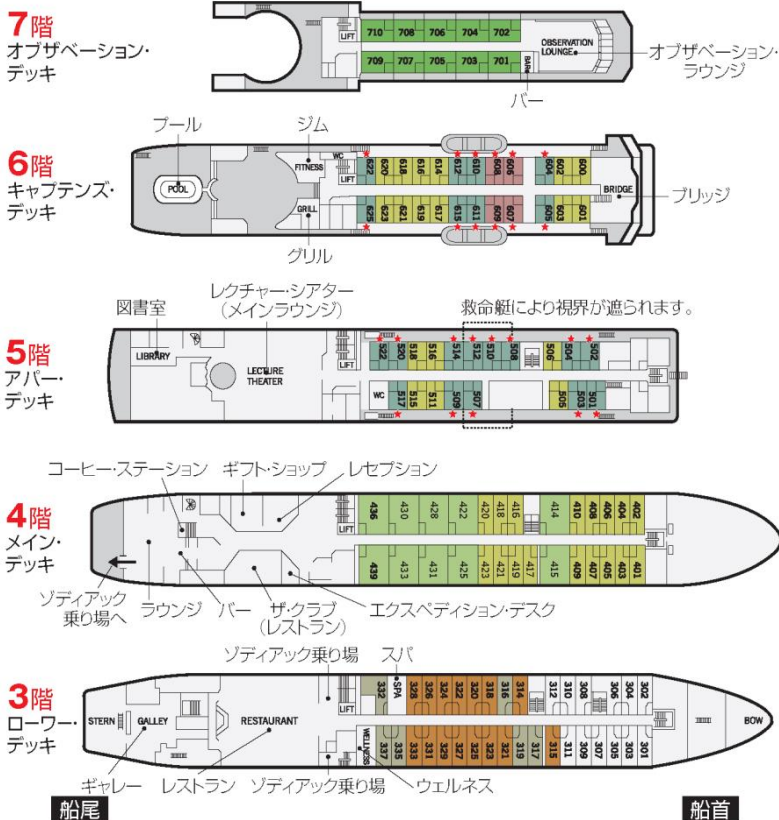 7階
オブザベーション・
デッキ
LIFT
710 708 706 704 702
709 707 705 703 701
BAR
OBSERVATION
LOUNGE
オブザベーション・
ラウンジ
バー
プール
ジム
6階
キャプテンズ・
デッキ
POOL
FITNESS
WC
LIFT
GRILL
622 620 618 616 614 612 610 608 606 604 602 600
625 623 621 619 617 615 611 609 607 605 603 601
BRIDGE
ブリッジ
グリル
図書室
レクチャー・シアター
(メインラウンジ)
救命艇により視界が遮られます。
5階
アパー・
デッキ
LIBRARY
LECTURE
THEATER
LIFT
WC
522 520 518 516 514 512 510 508 506 504 502
517 515 511 509 507 505 503 501
コーヒー・ステーション
ギフト・ショップ
レセプション
4階
メイン・
デッキ
LIFT
436 430 428 422 420 418 416 414 410 408 406 404 402
439 433 431 425 423 421 419 417 415 409 407 405 403 401
ゾディアック
乗り場へ
ラウンジ
バー
ザ・クラブ
(レストラン)
エクスペディション・デスク
ゾディアック乗り場
スパ
3階
ローワー・
デッキ
STERN
GALLEY
RESTAURANT
LIFT
SPA
WELLNESS
332 328 326 324 322 320 318 316 314 312 310 308 306 304 302
337 335 333 331 329 327 325 323 321 319 317 315 311 309 307 305 303 301
BOW
ギャレー
レストラン
ゾディアック乗り場
ウェルネス
船尾
船首